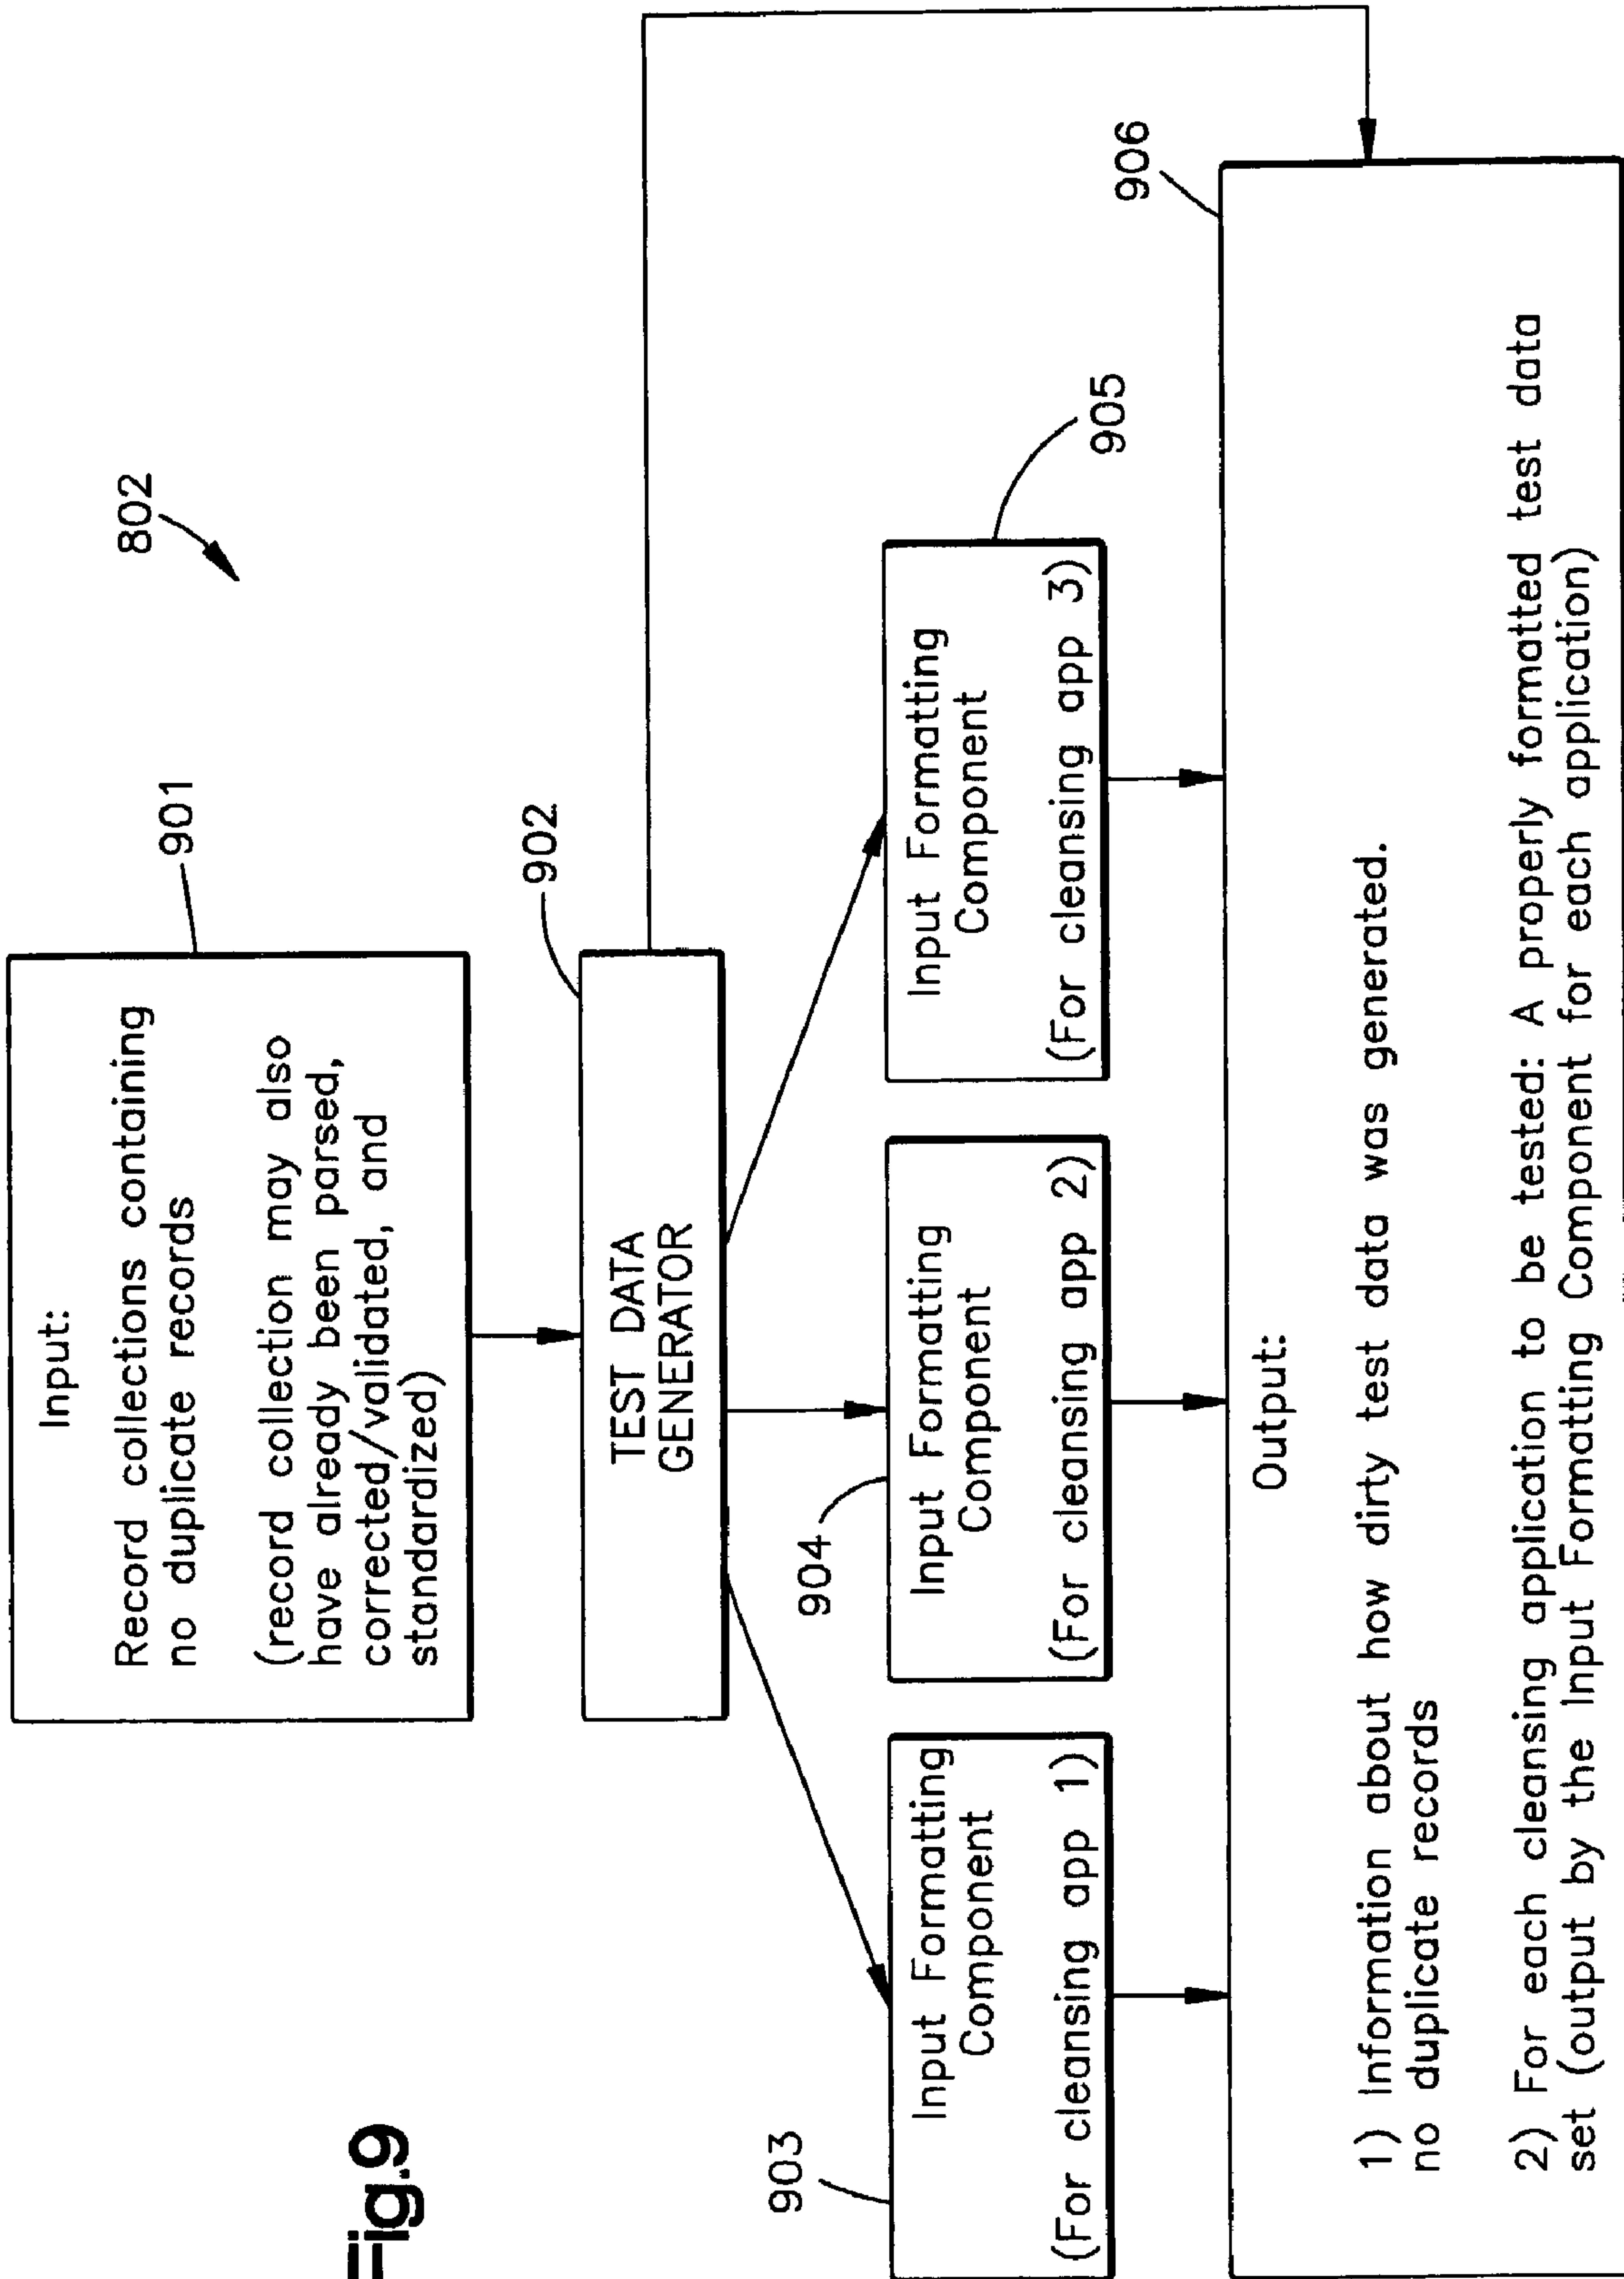 Fig.9
802
Input:
901
Record collections containing
no duplicate records
(record collection may also
have already been parsed,
corrected/validated, and
standardized)
902
TEST DATA
GENERATOR
903
Input Formatting
Component
(For cleansing app 1)
904
Input Formatting
Component
(For cleansing app 2)
905
Input Formatting
Component
(For cleansing app 3)
906
Output:
1) Information about how dirty test data was generated.
no duplicate records
2) For each cleansing application to be tested: A properly formatted test data
set (output by the Input Formatting Component for each application)